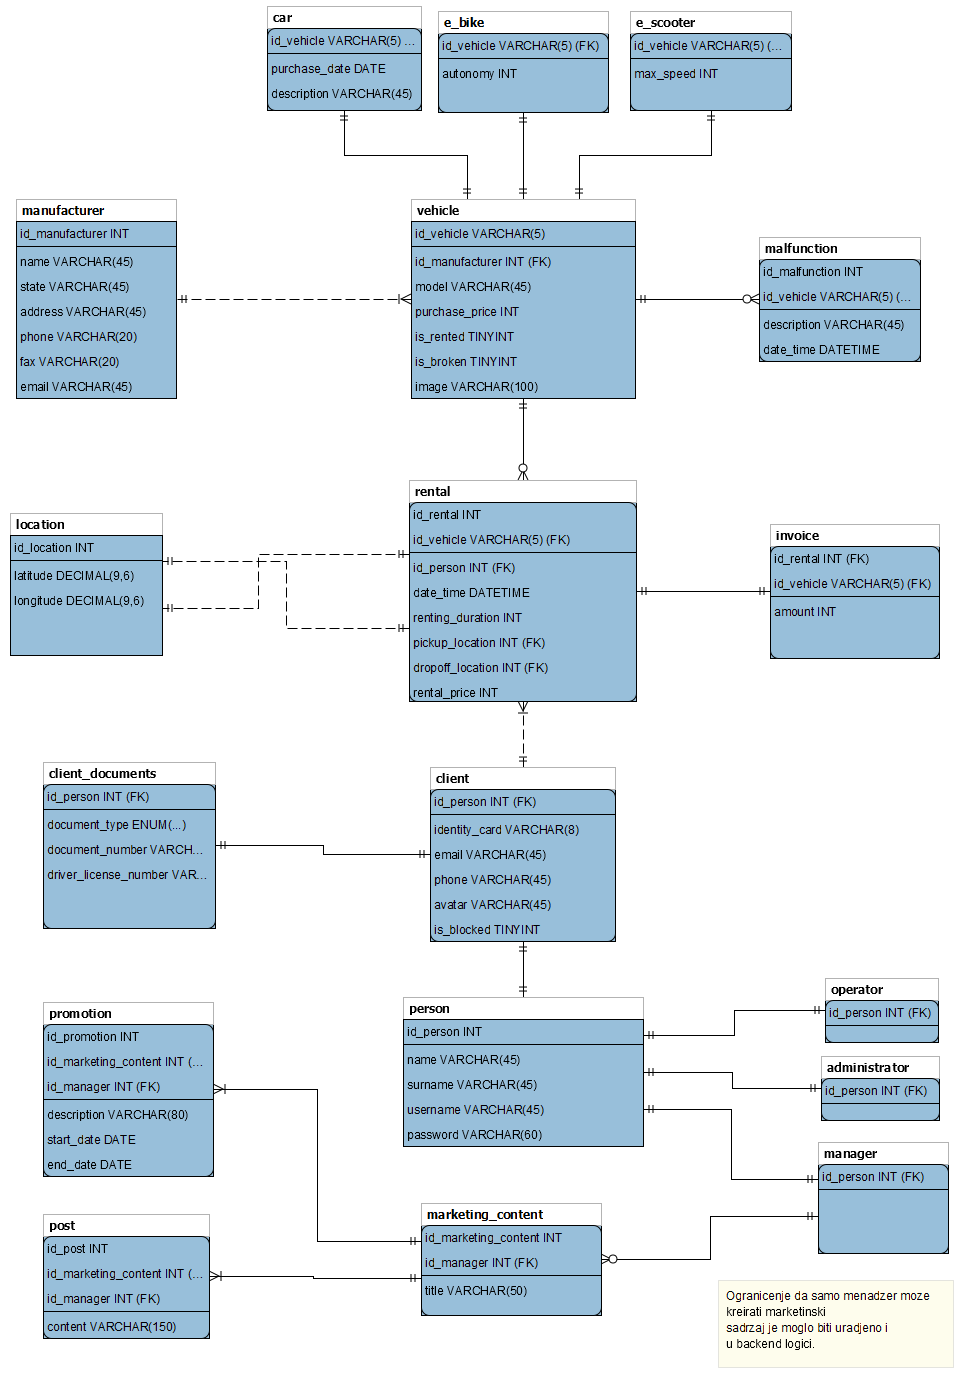 car
id_vehicle VARCHAR(5) ...
purchase_date DATE
description VARCHAR(45)
e_bike
id_vehicle VARCHAR(5) (FK)
autonomy INT
e_scooter
id_vehicle VARCHAR(5) (...
max_speed INT
manufacturer
id_manufacturer INT
name VARCHAR(45)
state VARCHAR(45)
address VARCHAR(45)
phone VARCHAR(20)
fax VARCHAR(20)
email VARCHAR(45)
vehicle
id_vehicle VARCHAR(5)
id_manufacturer INT (FK)
model VARCHAR(45)
purchase_price INT
is_rented TINYINT
is_broken TINYINT
image VARCHAR(100)
malfunction
id_malfunction INT
id_vehicle VARCHAR(5) (...
description VARCHAR(45)
date_time DATETIME
location
id_location INT
latitude DECIMAL(9,6)
longitude DECIMAL(9,6)
rental
id_rental INT
id_vehicle VARCHAR(5) (FK)
id_person INT (FK)
date_time DATETIME
renting_duration INT
pickup_location INT (FK)
dropoff_location INT (FK)
rental_price INT
invoice
id_rental INT (FK)
id_vehicle VARCHAR(5) (FK)
amount INT
client_documents
id_person INT (FK)
document_type ENUM(...)
document_number VARCH...
driver_license_number VAR...
client
id_person INT (FK)
identity_card VARCHAR(8)
email VARCHAR(45)
phone VARCHAR(45)
avatar VARCHAR(45)
is_blocked TINYINT
promotion
id_promotion INT
id_marketing_content INT (...
id_manager INT (FK)
description VARCHAR(80)
start_date DATE
end_date DATE
person
id_person INT
name VARCHAR(45)
surname VARCHAR(45)
username VARCHAR(45)
password VARCHAR(60)
operator
id_person INT (FK)
administrator
id_person INT (FK)
manager
id_person INT (FK)
post
id_post INT
id_marketing_content INT (...
id_manager INT (FK)
content VARCHAR(150)
marketing_content
id_marketing_content INT
id_manager INT (FK)
title VARCHAR(50)
Ogranicenje da samo menadzer moze
kreirati marketinski
sadrzaj je moglo biti uradjeno i
u backend logici.